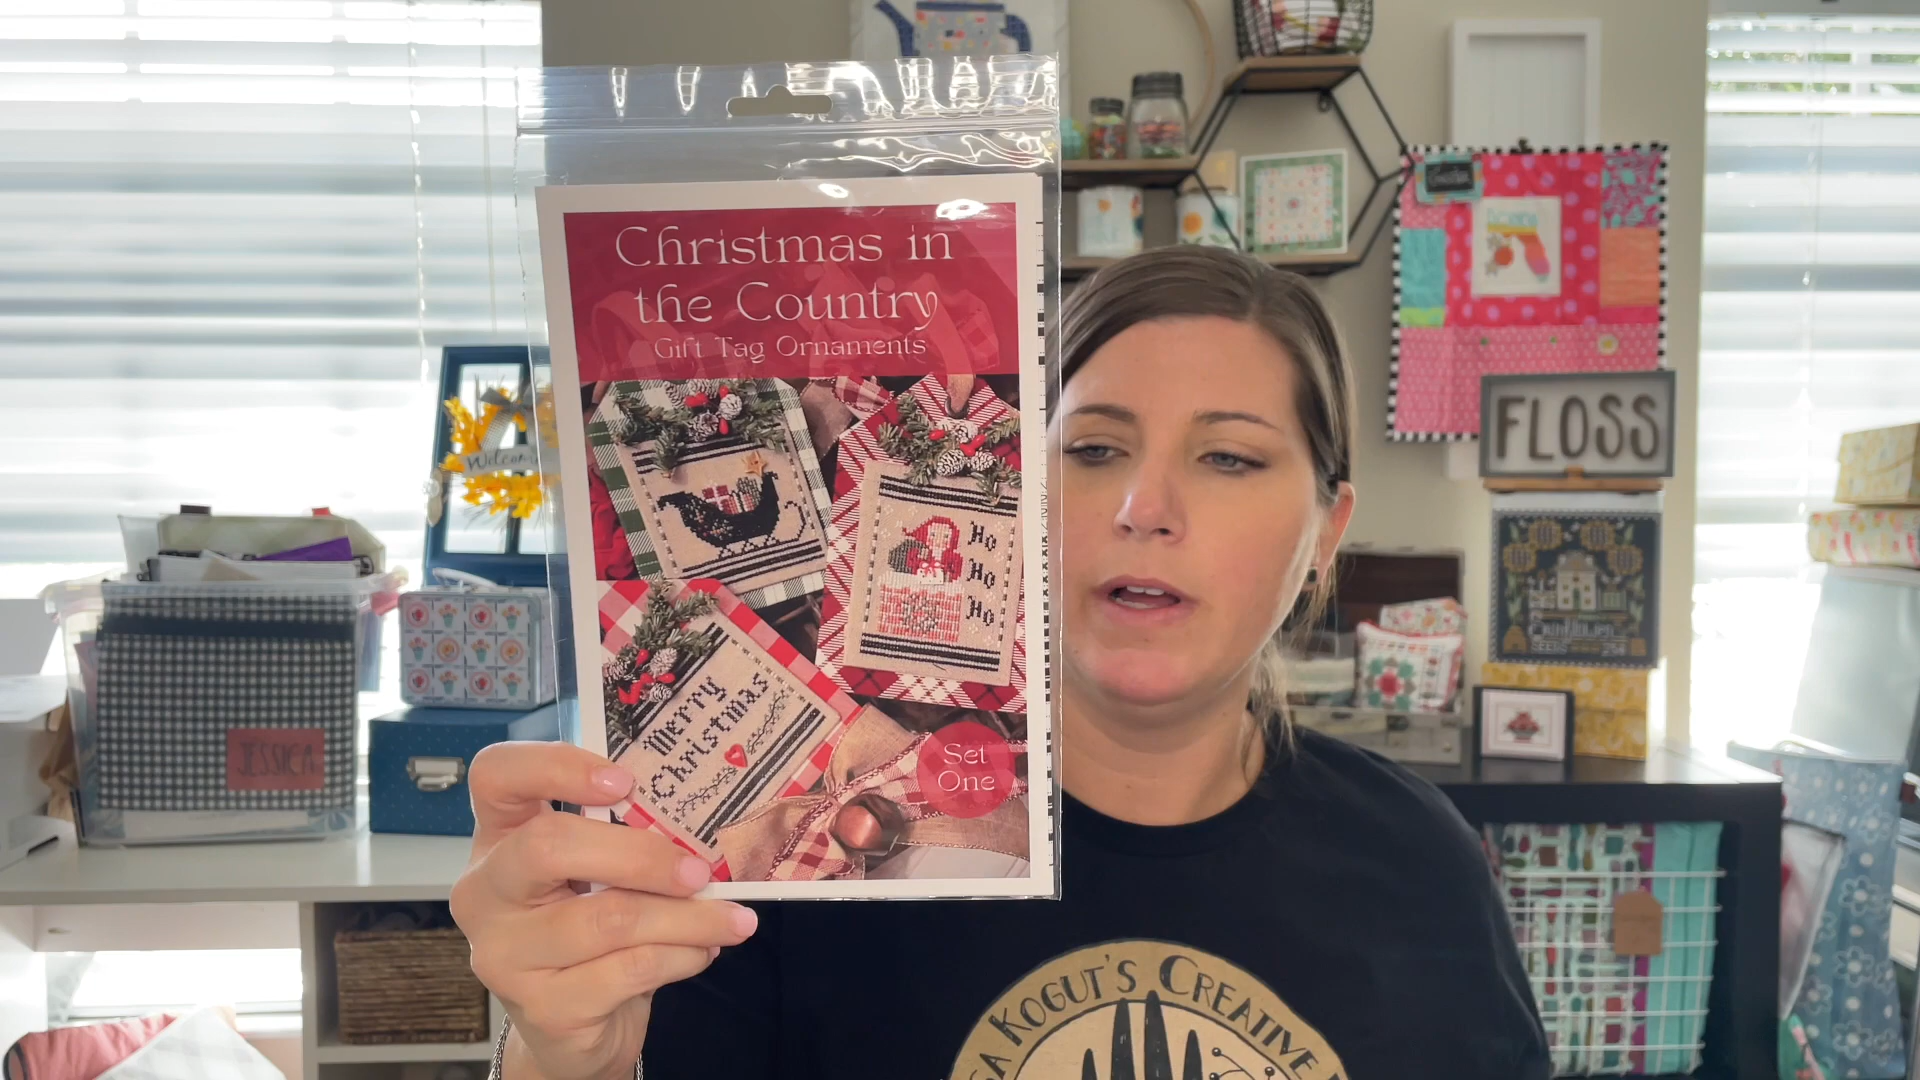 Christmas in
the Country
Gift Tag Ornaments
Ho
Ho
Ho
Merry
Christmas
Set
One
Welcome
JESSICA
FLOSS
KOGUT'S CREATIVE